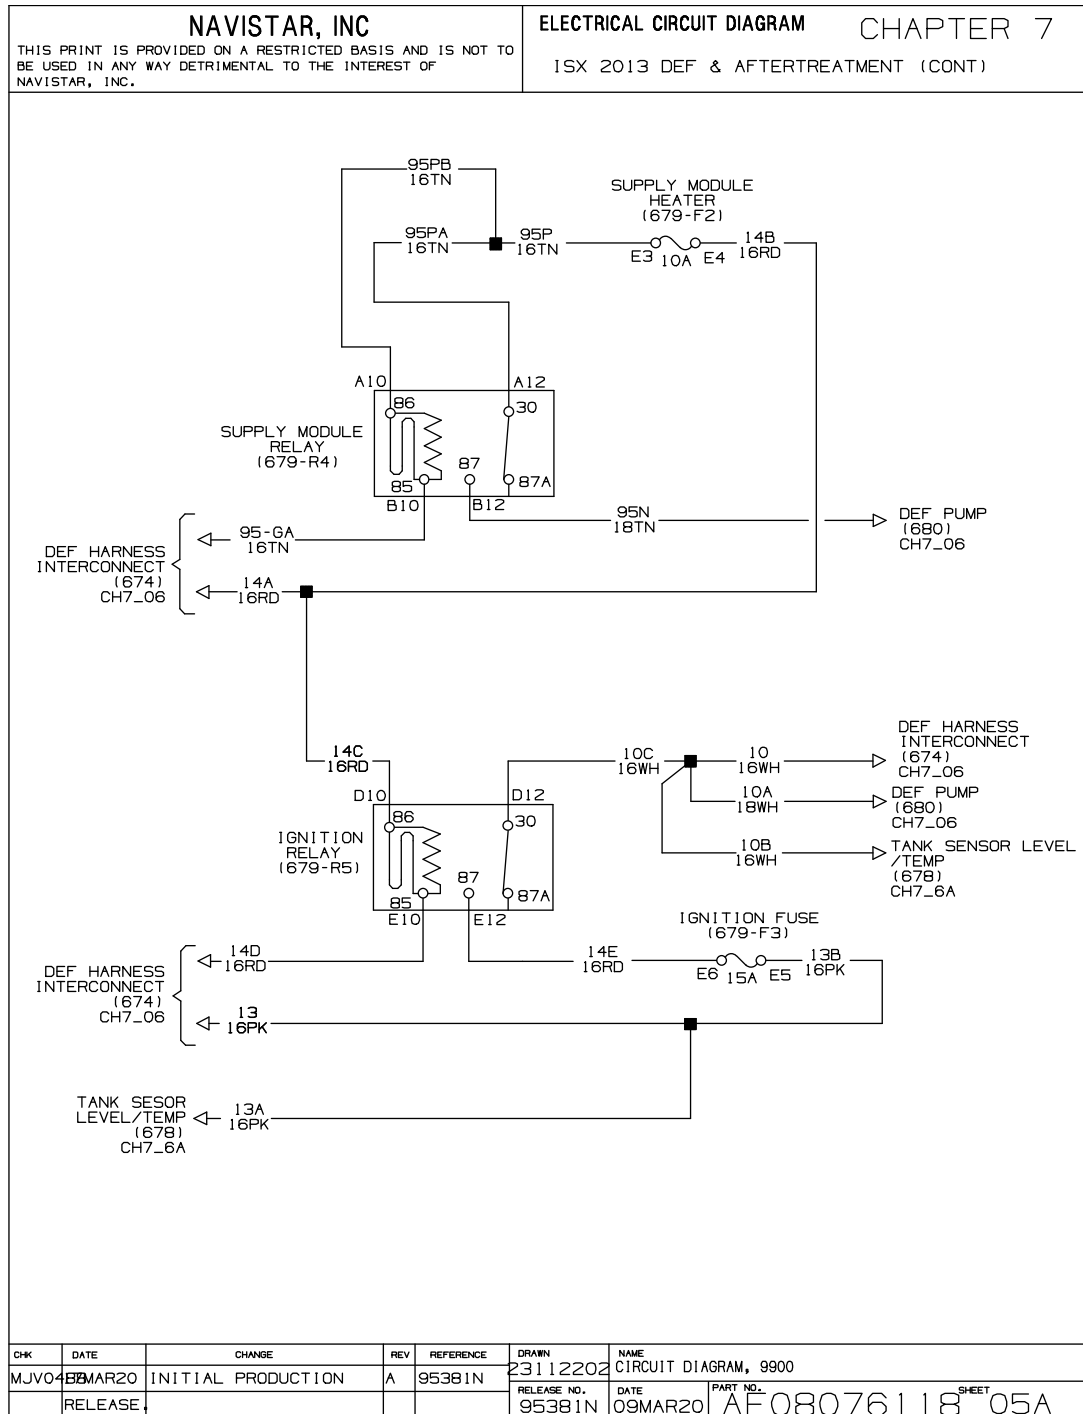 NAVISTAR, INC
THIS PRINT IS PROVIDED ON A RESTRICTED BASIS AND IS NOT TO
BE USED IN ANY WAY DETRIMENTAL TO THE INTEREST OF
NAVISTAR, INC.
ELECTRICAL CIRCUIT DIAGRAM
CHAPTER 7
ISX 2013 DEF & AFTERTREATMENT (CONT)
95PB
16TN
SUPPLY MODULE
HEATER
(679-F2)
95PA
16TN
95P
16TN
E3
10A
E4
14B
16RD
A10
A12
86
30
SUPPLY MODULE
RELAY
(679-R4)
87
85
87A
B10
B12
95N
18TN
DEF PUMP
(680)
CH7_06
95-GA
16TN
DEF HARNESS
INTERCONNECT
(674)
CH7_06
14A
16RD
14C
16RD
10C
16WH
10
16WH
DEF HARNESS
INTERCONNECT
(674)
CH7_06
D10
D12
10A
18WH
DEF PUMP
(680)
CH7_06
86
30
IGNITION
RELAY
(679-R5)
10B
16WH
TANK SENSOR LEVEL
/TEMP
(678)
CH7_6A
87
85
87A
E10
E12
IGNITION FUSE
(679-F3)
14D
16RD
14E
16RD
E6
15A
E5
13B
16PK
DEF HARNESS
INTERCONNECT
(674)
CH7_06
13
16PK
TANK SESOR
LEVEL/TEMP
(678)
CH7_6A
13A
16PK
CHK DATE CHANGE REV REFERENCE
INITIAL PRODUCTION A 95381N
RELEASE.
DRAWN
23112202
NAME
CIRCUIT DIAGRAM, 9900
RELEASE NO.
95381N
DATE
09MAR20
PART NO.
AF08076118
SHEET
05A